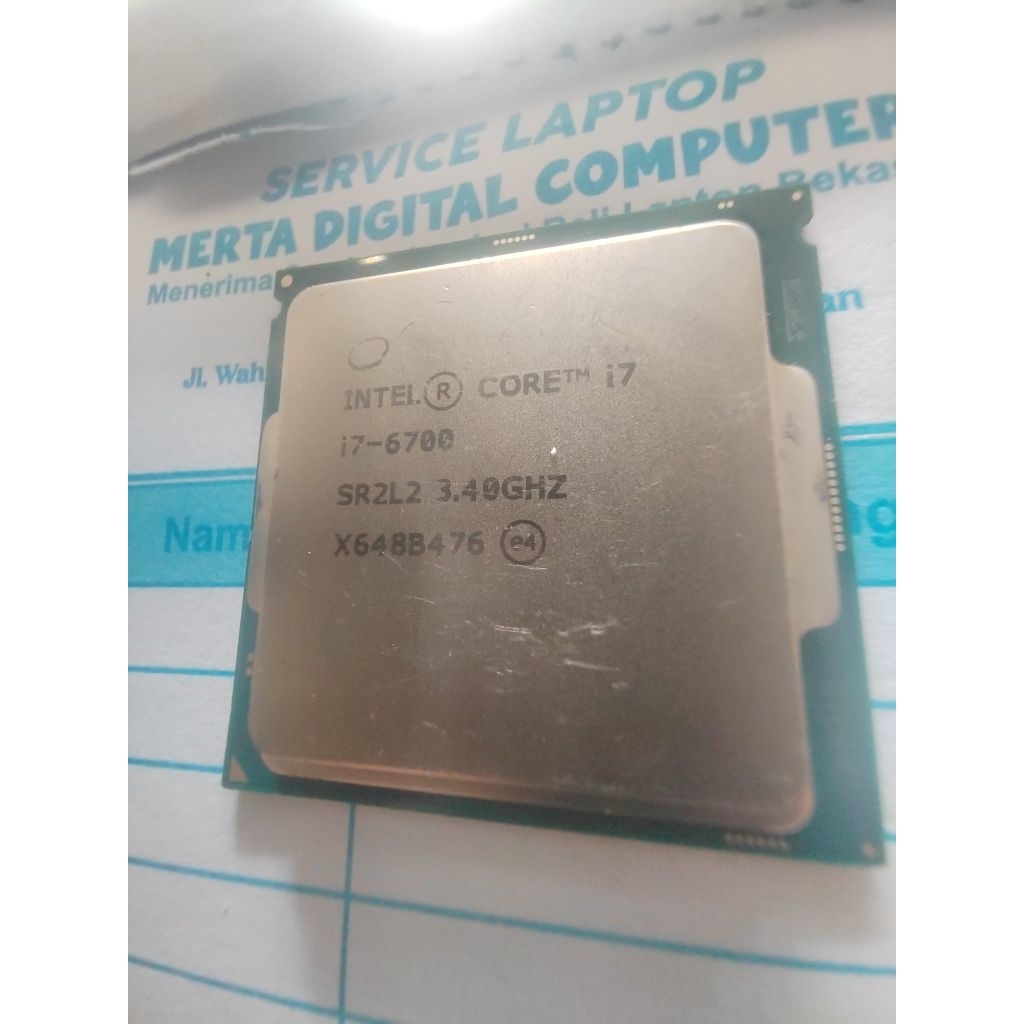 SERVICE LAPTOP
MERTA DIGITAL COMPUTER
Menerima
Jl. Wah
an
Nam
INTEL® CORE™ i7
i7-6700
SR2L2 3.40GHZ
X648B476 e4